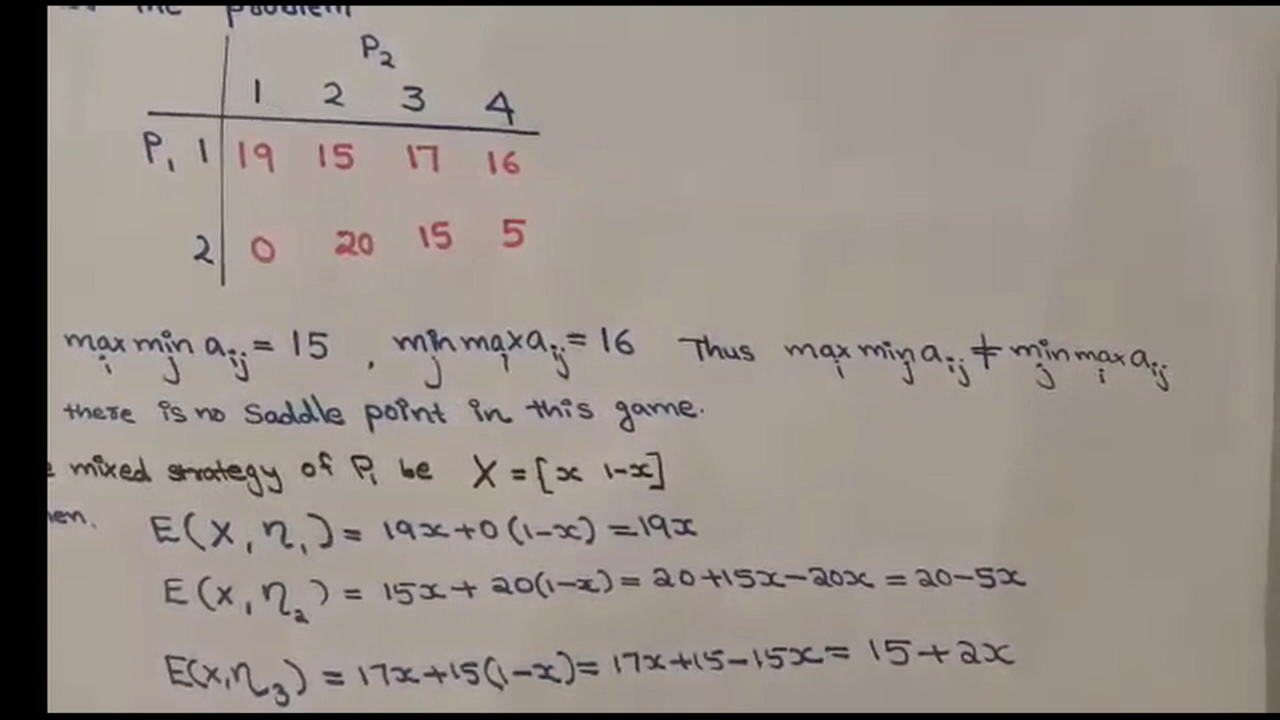 the problem
P₂
1 2 3 4
P₁ 1 19 15 17 16
2 0 20 15 5
max min aᵢⱼ = 15 , min max aᵢⱼ = 16 Thus max min aᵢⱼ ≠ min max aᵢⱼ
i j j i i j j i
there is no saddle point in this game.
mixed strategy of P₁ be X = [x 1-x]
E(X, η₁) = 19x+0(1-x) = 19x
E(X, η₂) = 15x+ 20(1-x) = 20+15x-20x = 20-5x
E(X,η₃) = 17x+15(1-x) = 17x+15-15x = 15+2x